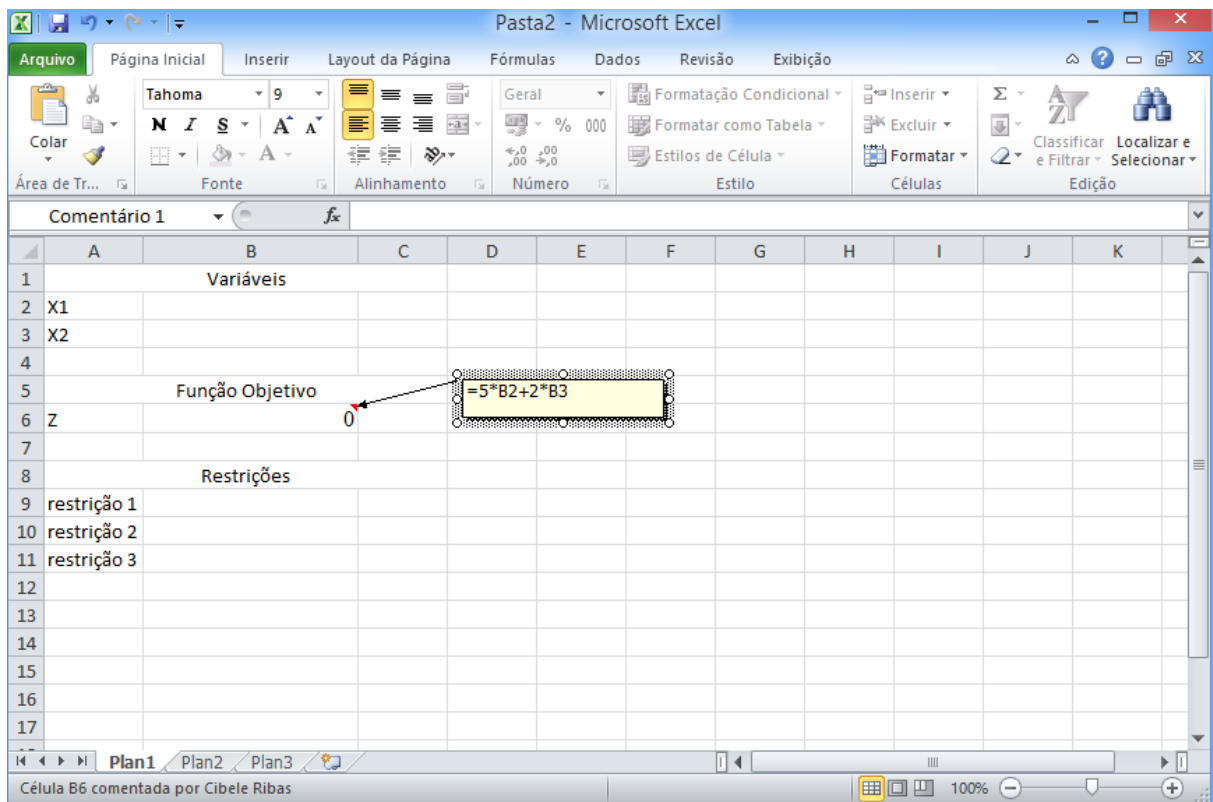 Pasta2 - Microsoft Excel
Arquivo Página Inicial Inserir Layout da Página Fórmulas Dados Revisão Exibição
Colar
Área de Tr...
Tahoma 9
N I S A A
A
Fonte
Alinhamento
Geral
% 000
,00 ,0
Número
Formatação Condicional
Formatar como Tabela
Estilos de Célula
Estilo
Inserir
Excluir
Formatar
Células
Σ
Classificar e Filtrar
Localizar e Selecionar
Edição
Comentário 1 fx
A B C D E F G H I J K
1 Variáveis
2 X1
3 X2
4
5 Função Objetivo
=5*B2+2*B3
6 Z 0
7
8 Restrições
9 restrição 1
10 restrição 2
11 restrição 3
12
13
14
15
16
17
Plan1 Plan2 Plan3
Célula B6 comentada por Cibele Ribas 100%